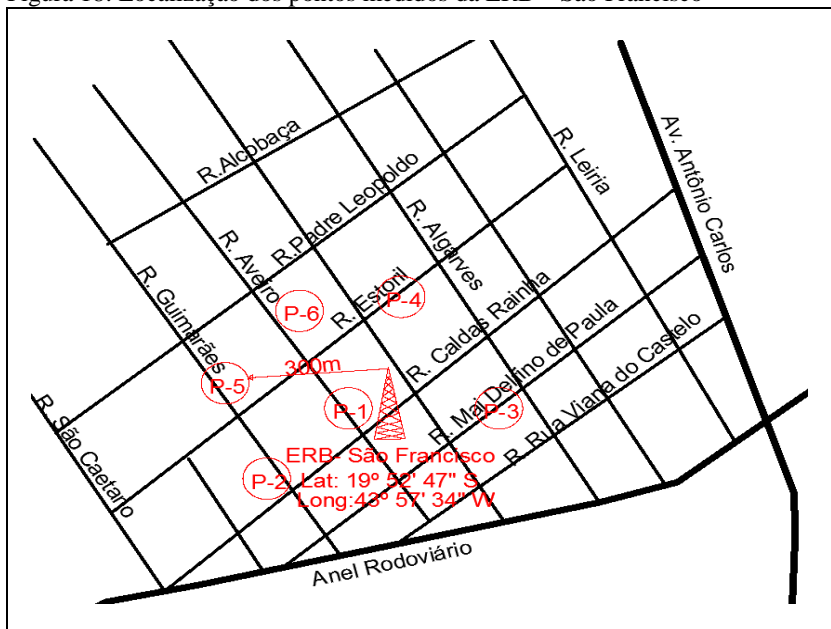 Figura 18: Localização dos pontos medidos da ERB – São Francisco
R.Alcobaça
R.Padre Leopoldo
R. Leiria
Av. Antônio Carlos
R. Aveiro
R. Algarves
R. Guimarães
R. Estoril
P-4
P-6
R. Caldas Rainha
300m
P-5
R. Maj Delfino de Paula
P-1
P-3
R. Rua Viana do Castelo
R. São Caetano
ERB- São Francisco
P-2
Lat: 19º 52' 47" S
Long:43º 57' 34" W
Anel Rodoviário